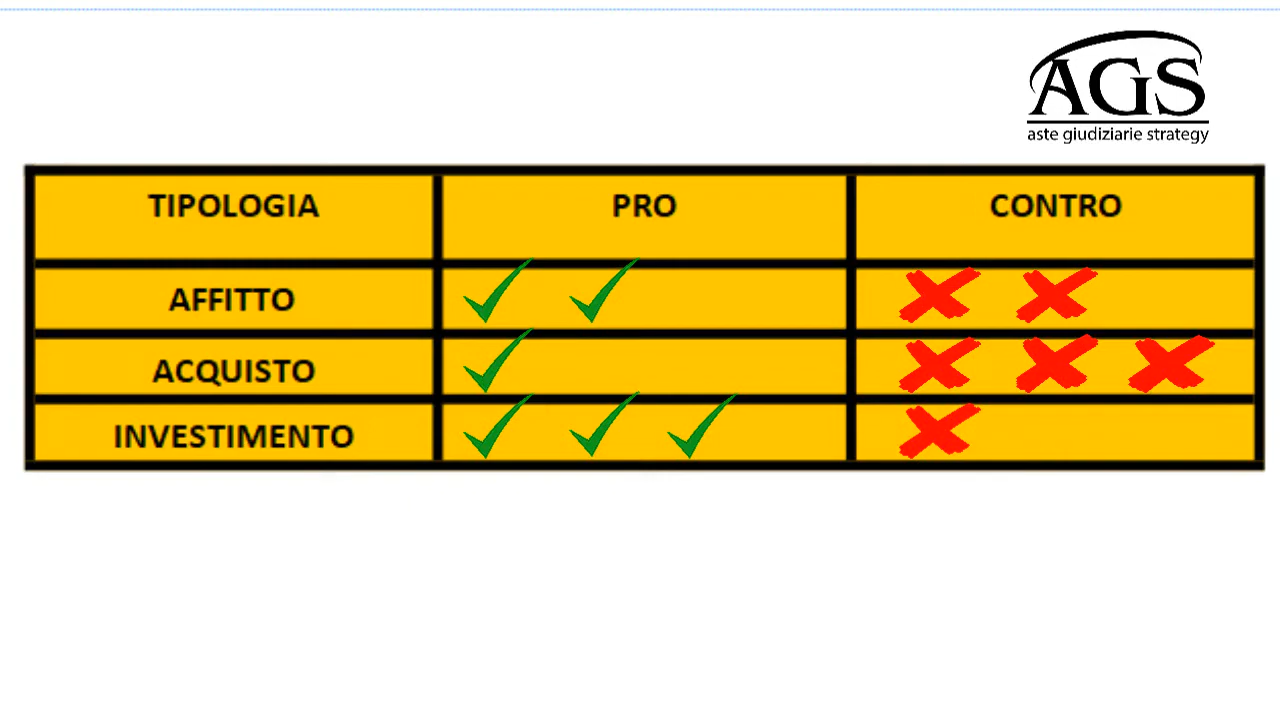 AGS
aste giudiziarie strategy
TIPOLOGIA PRO CONTRO
AFFITTO
ACQUISTO
INVESTIMENTO